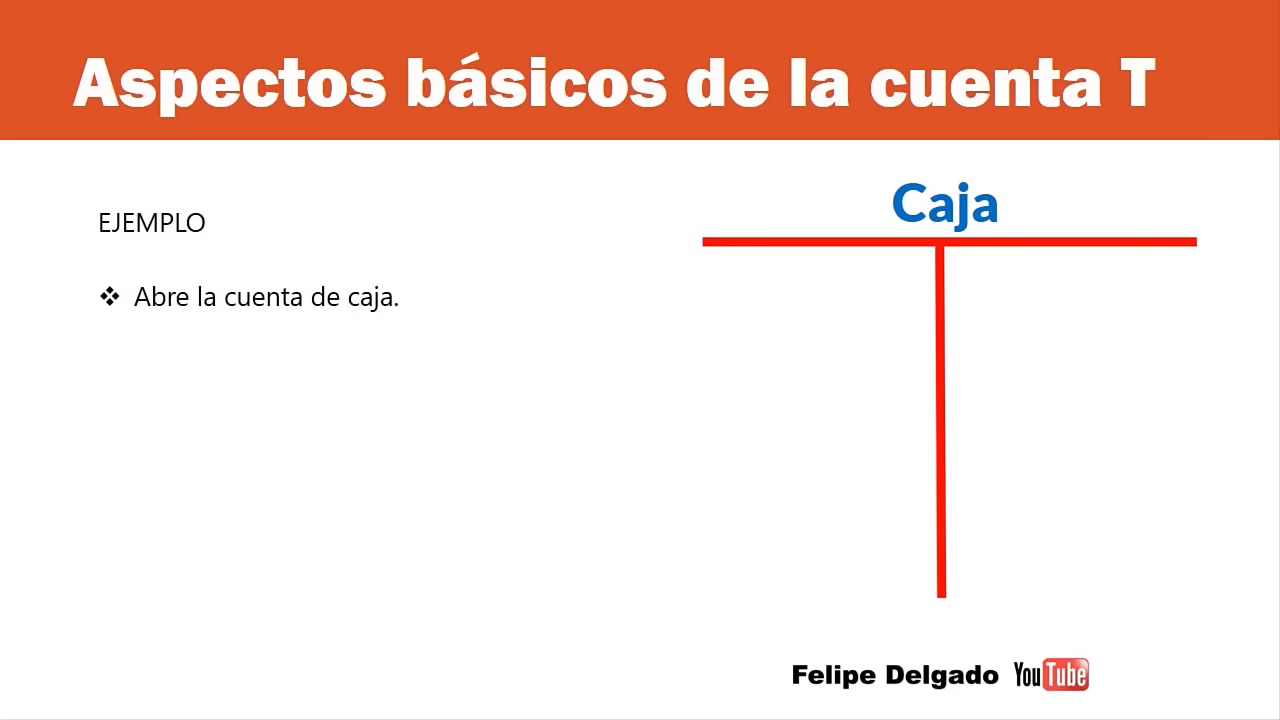 Aspectos básicos de la cuenta T
EJEMPLO
❖ Abre la cuenta de caja.
Caja
Felipe Delgado YouTube